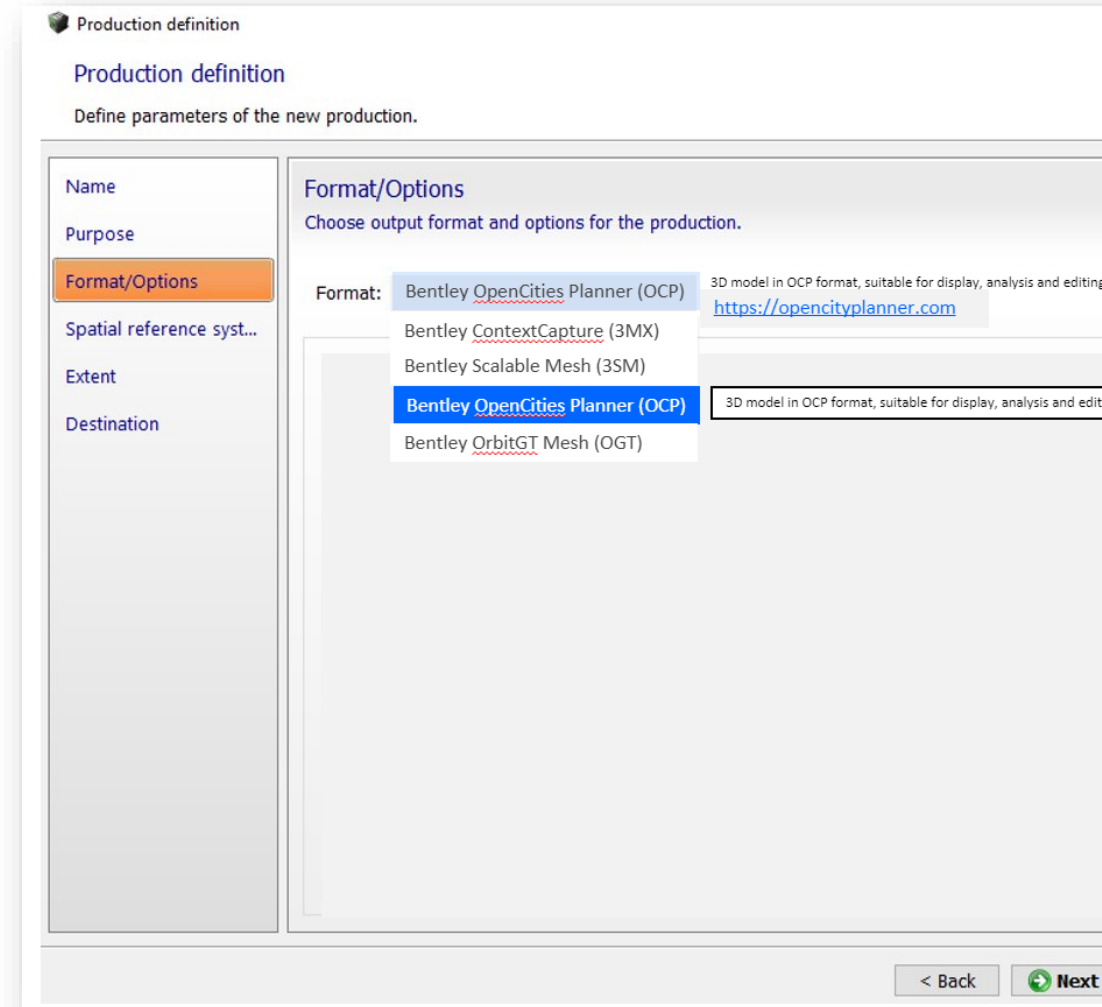 Production definition
Production definition
Define parameters of the new production.
Name
Purpose
Format/Options
Spatial reference syst...
Extent
Destination
Format/Options
Choose output format and options for the production.
Format:
Bentley OpenCities Planner (OCP)
3D model in OCP format, suitable for display, analysis and editing
https://opencityplanner.com
Bentley ContextCapture (3MX)
Bentley Scalable Mesh (3SM)
Bentley OpenCities Planner (OCP)
3D model in OCP format, suitable for display, analysis and edit
Bentley OrbitGT Mesh (OGT)
< Back
Next